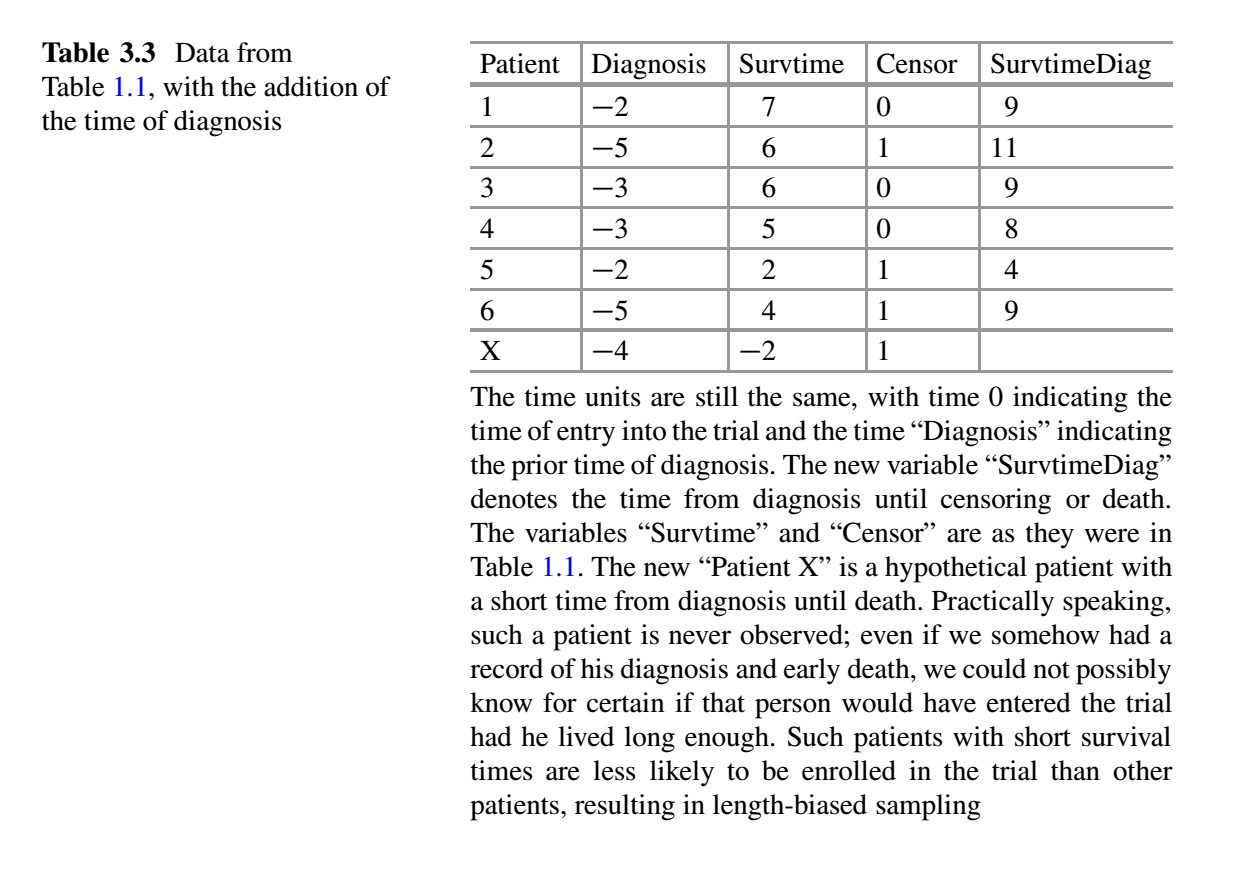 Table 3.3 Data from
Table 1.1, with the addition of
the time of diagnosis
Patient Diagnosis Survtime Censor SurvtimeDiag
1 −2 7 0 9
2 −5 6 1 11
3 −3 6 0 9
4 −3 5 0 8
5 −2 2 1 4
6 −5 4 1 9
X −4 −2 1
The time units are still the same, with time 0 indicating the
time of entry into the trial and the time “Diagnosis” indicating
the prior time of diagnosis. The new variable “SurvtimeDiag”
denotes the time from diagnosis until censoring or death.
The variables “Survtime” and “Censor” are as they were in
Table 1.1. The new “Patient X” is a hypothetical patient with
a short time from diagnosis until death. Practically speaking,
such a patient is never observed; even if we somehow had a
record of his diagnosis and early death, we could not possibly
know for certain if that person would have entered the trial
had he lived long enough. Such patients with short survival
times are less likely to be enrolled in the trial than other
patients, resulting in length-biased sampling